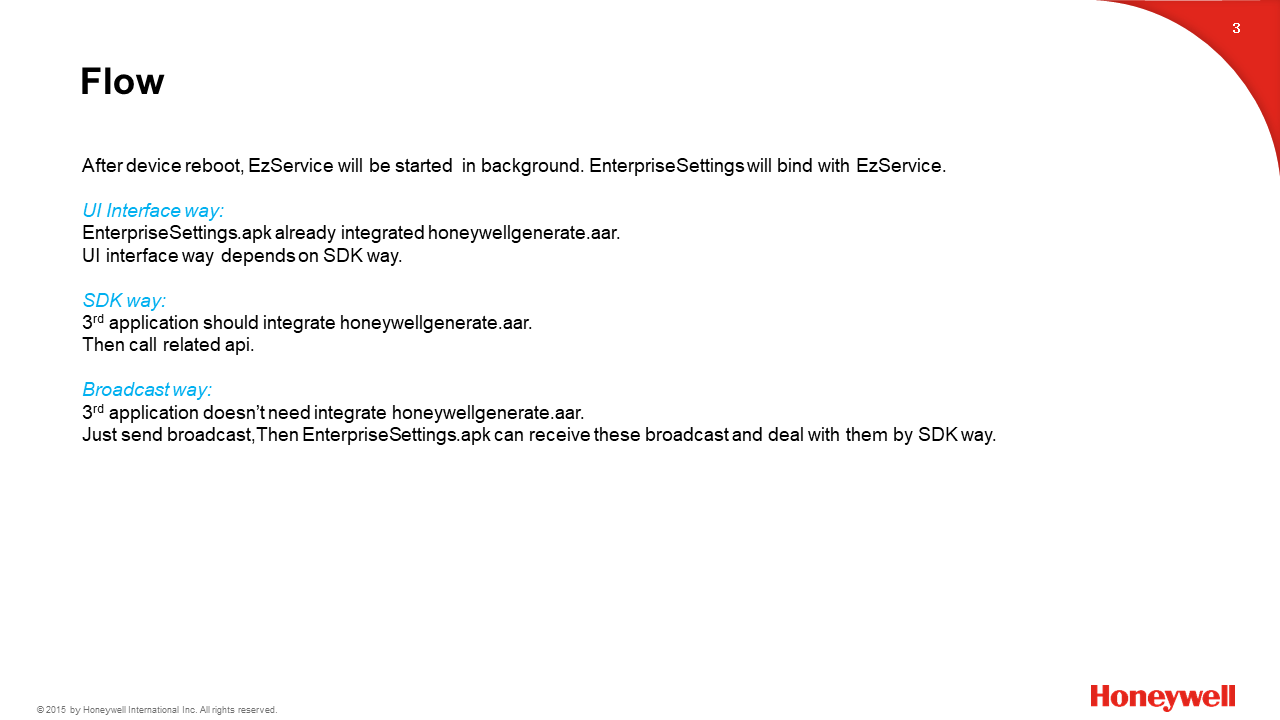 3
Flow
After device reboot, EzService will be started in background. EnterpriseSettings will bind with EzService.
UI Interface way:
EnterpriseSettings.apk already integrated honeywellgenerate.aar.
UI interface way depends on SDK way.
SDK way:
3rd application should integrate honeywellgenerate.aar.
Then call related api.
Broadcast way:
3rd application doesn’t need integrate honeywellgenerate.aar.
Just send broadcast,Then EnterpriseSettings.apk can receive these broadcast and deal with them by SDK way.
© 2015 by Honeywell International Inc. All rights reserved.
Honeywell